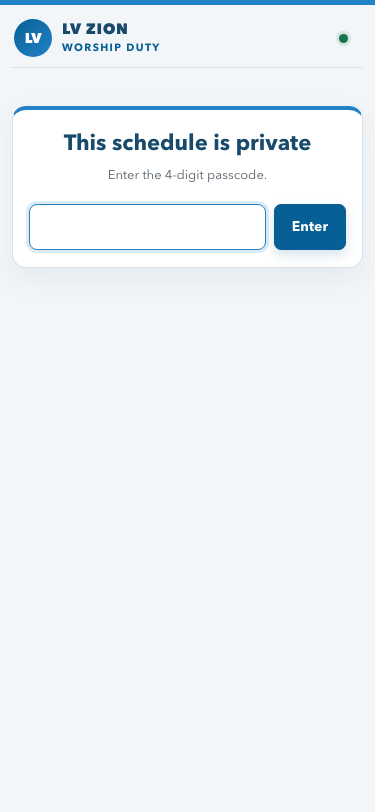 LV
LV ZION
WORSHIP DUTY
This schedule is private
Enter the 4-digit passcode.
Enter